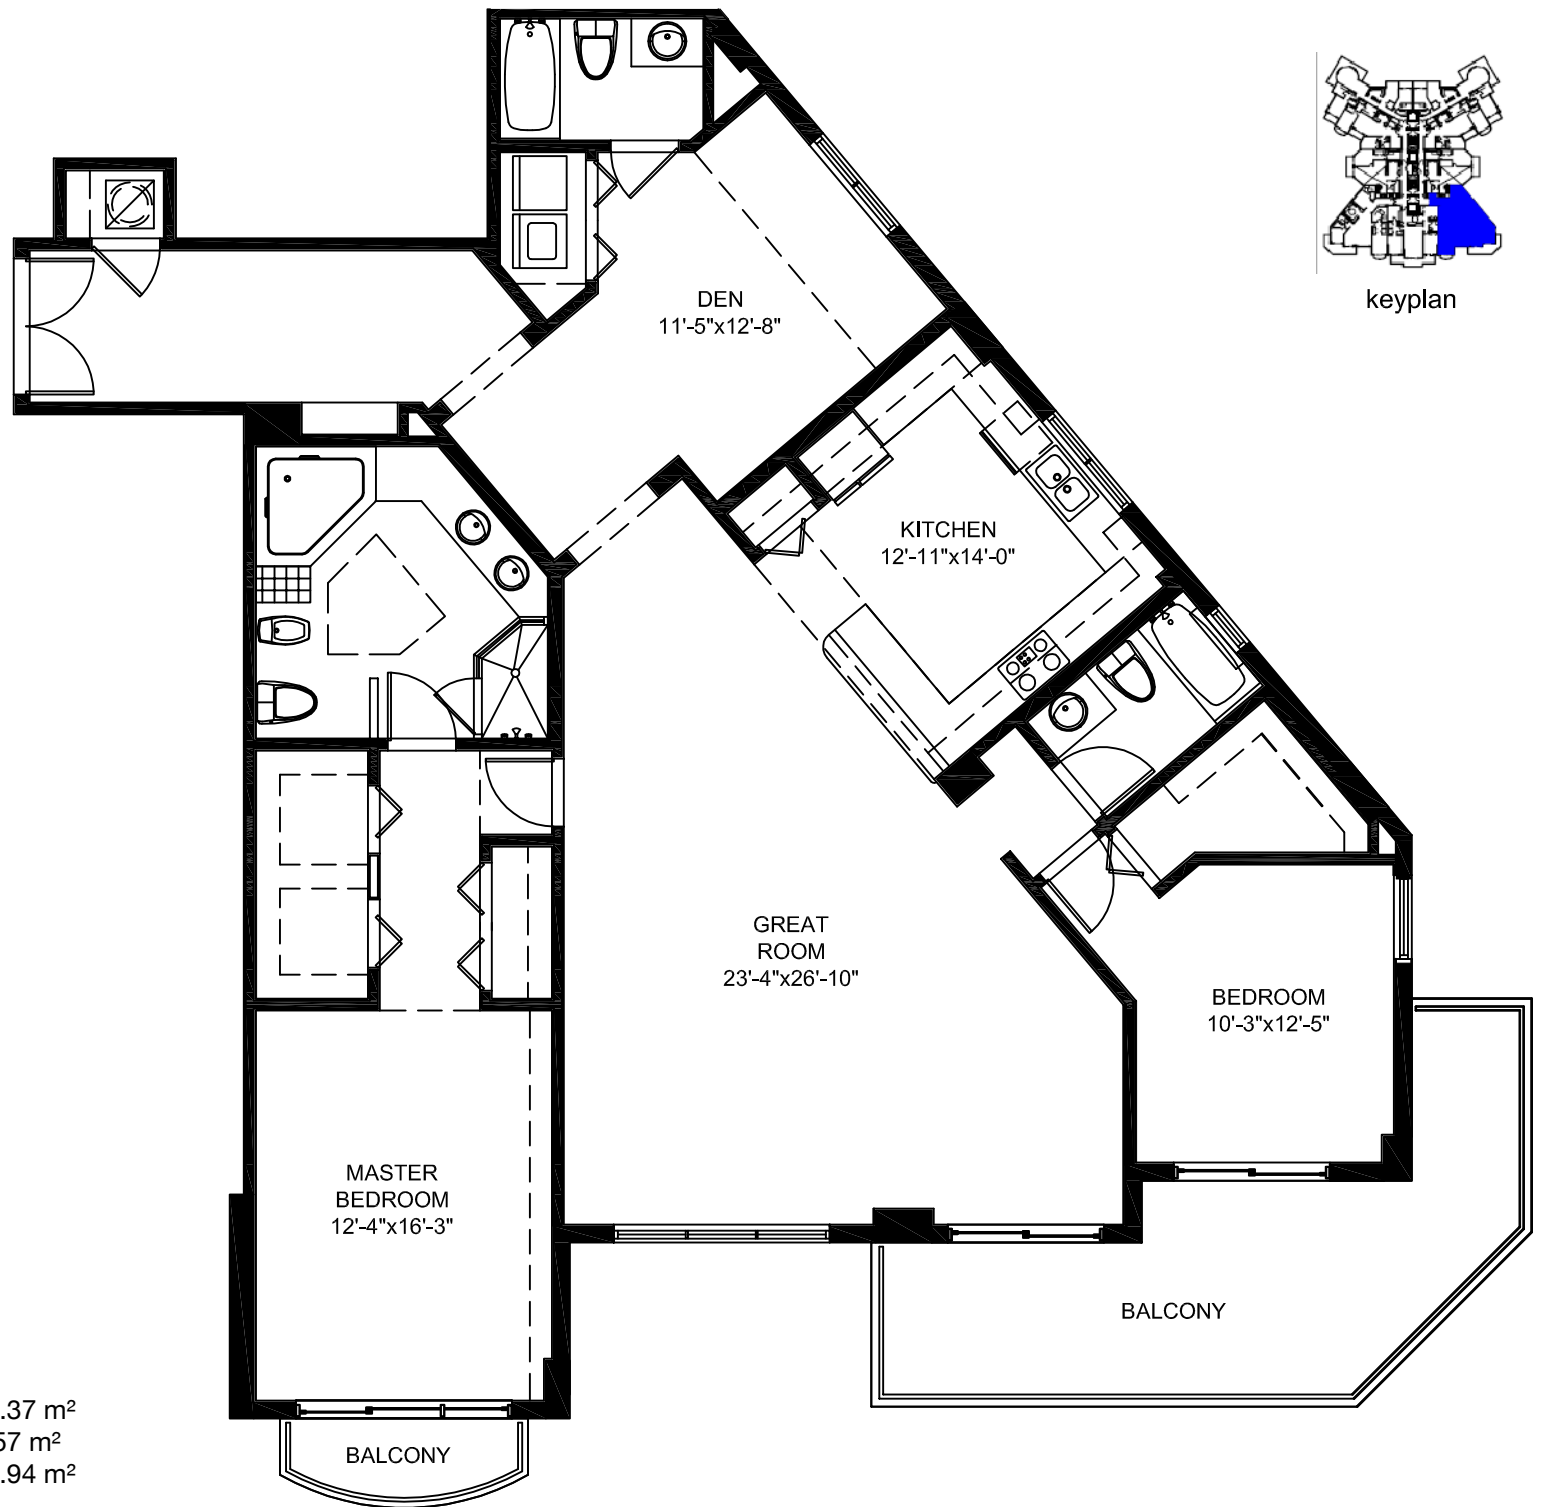 keyplan
DEN
11'-5"x12'-8"
KITCHEN
12'-11"x14'-0"
GREAT
ROOM
23'-4"x26'-10"
BEDROOM
10'-3"x12'-5"
MASTER
BEDROOM
12'-4"x16'-3"
BALCONY
BALCONY
.37 m²
57 m²
.94 m²